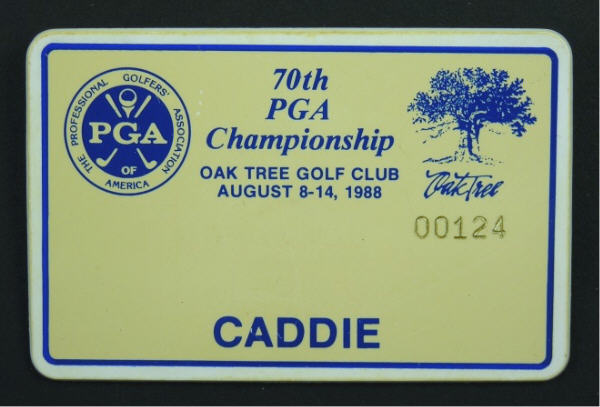 THE PROFESSIONAL GOLFERS' ASSOCIATION
PGA
OF
AMERICA
70th
PGA
Championship
OAK TREE GOLF CLUB
AUGUST 8-14, 1988
Oak Tree
00124
CADDIE